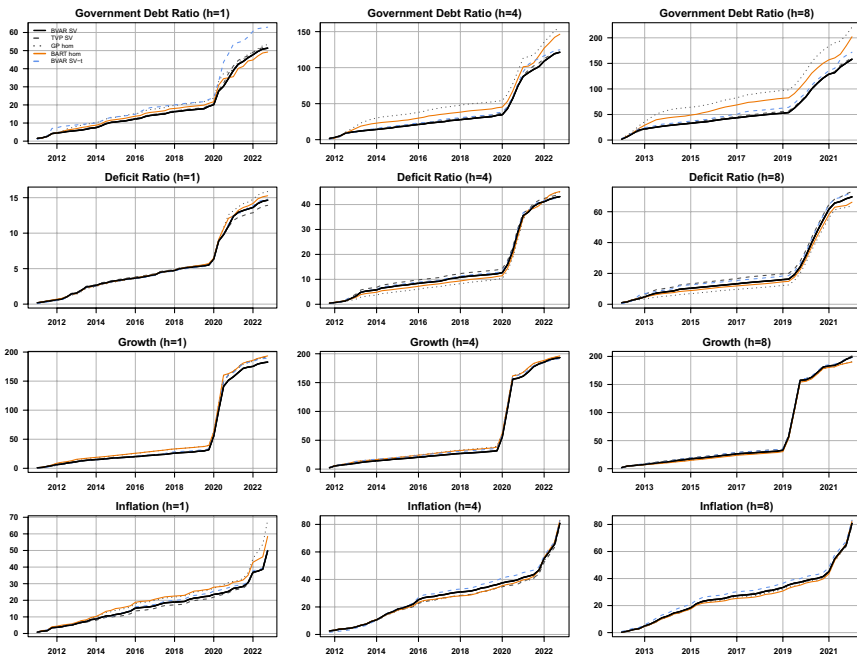 Government Debt Ratio (h=1)
Government Debt Ratio (h=4)
Government Debt Ratio (h=8)
BVAR SV
TVP SV
GP hom
BART hom
BVAR SV−t
60
50
40
30
20
10
0
2012 2014 2016 2018 2020 2022
150
100
50
0
2012 2014 2016 2018 2020 2022
200
150
100
50
0
2013 2015 2017 2019 2021
Deficit Ratio (h=1)
Deficit Ratio (h=4)
Deficit Ratio (h=8)
15
10
5
0
2012 2014 2016 2018 2020 2022
40
30
20
10
0
2012 2014 2016 2018 2020 2022
60
40
20
0
2013 2015 2017 2019 2021
Growth (h=1)
Growth (h=4)
Growth (h=8)
200
150
100
50
0
2012 2014 2016 2018 2020 2022
200
150
100
50
0
2012 2014 2016 2018 2020 2022
200
150
100
50
0
2013 2015 2017 2019 2021
Inflation (h=1)
Inflation (h=4)
Inflation (h=8)
70
60
50
40
30
20
10
0
2012 2014 2016 2018 2020 2022
80
60
40
20
0
2012 2014 2016 2018 2020 2022
80
60
40
20
0
2013 2015 2017 2019 2021